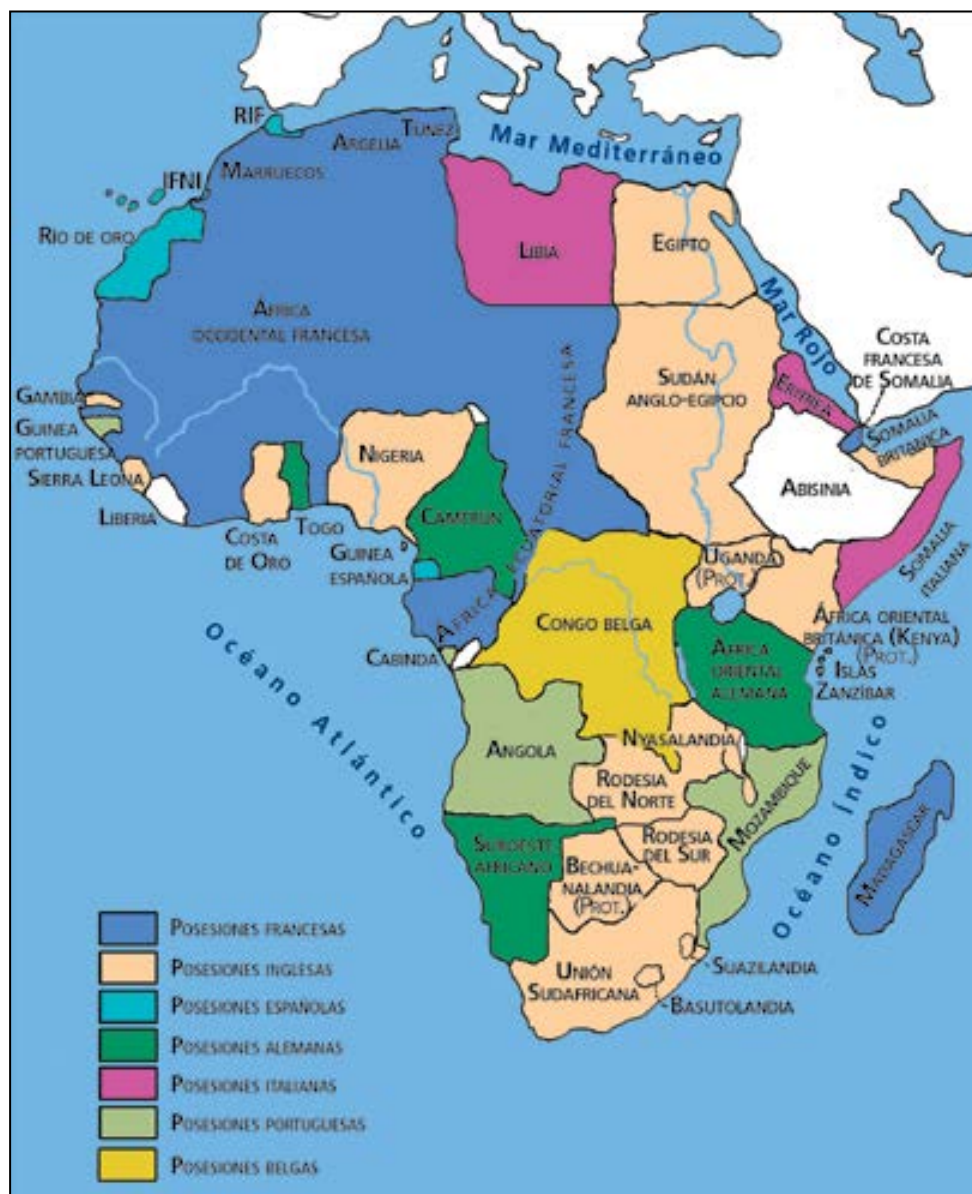 RIF
ARGELIA
TÚNEZ
Mar Mediterráneo
MARRUECOS
IFNI
RÍO DE ORO
LIBIA
EGIPTO
Mar Rojo
ÁFRICA
OCCIDENTAL FRANCESA
COSTA
FRANCESA
DE SOMALIA
SUDÁN
ANGLO-EGIPCIO
ERITREA
SOMALIA
BRITÁNICA
GAMBIA
GUINEA
PORTUGUESA
SIERRA LEONA
LIBERIA
COSTA
DE ORO
TOGO
NIGERIA
CAMERÚN
GUINEA
ESPAÑOLA
ÁFRICA ECUATORIAL FRANCESA
ABISINIA
SOMALIA
ITALIANA
UGANDA
(PROT.)
CONGO BELGA
ÁFRICA ORIENTAL
BRITÁNICA (KENYA)
(PROT.)
ISLAS
ZANZÍBAR
CABINDA
ÁFRICA
ORIENTAL
ALEMANA
Océano Atlántico
ANGOLA
NYASALANDIA
RODESIA
DEL NORTE
MOZAMBIQUE
Océano Índico
MADAGASCAR
SUROESTE
AFRICANO
RODESIA
DEL SUR
BECHUA-
NALANDIA
(PROT.)
UNIÓN
SUDAFRICANA
SUAZILANDIA
BASUTOLANDIA
POSESIONES FRANCESAS
POSESIONES INGLESAS
POSESIONES ESPAÑOLAS
POSESIONES ALEMANAS
POSESIONES ITALIANAS
POSESIONES PORTUGUESAS
POSESIONES BELGAS